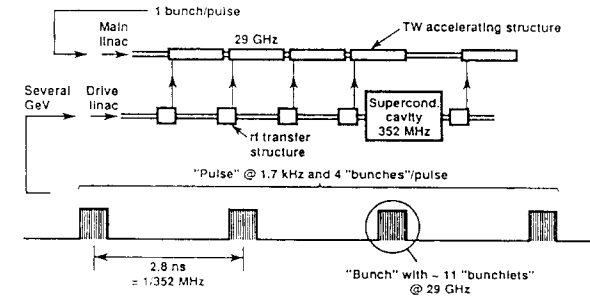 1 bunch/pulse
Main
linac
29 GHz
TW accelerating structure
Several
GeV
Drive
linac
Supercond.
cavity
352 MHz
rf transfer
structure
"Pulse" @ 1.7 kHz and 4 "bunches"/pulse
2.8 ns
= 1/352 MHz
"Bunch" with ~ 11 "bunchlets"
@ 29 GHz